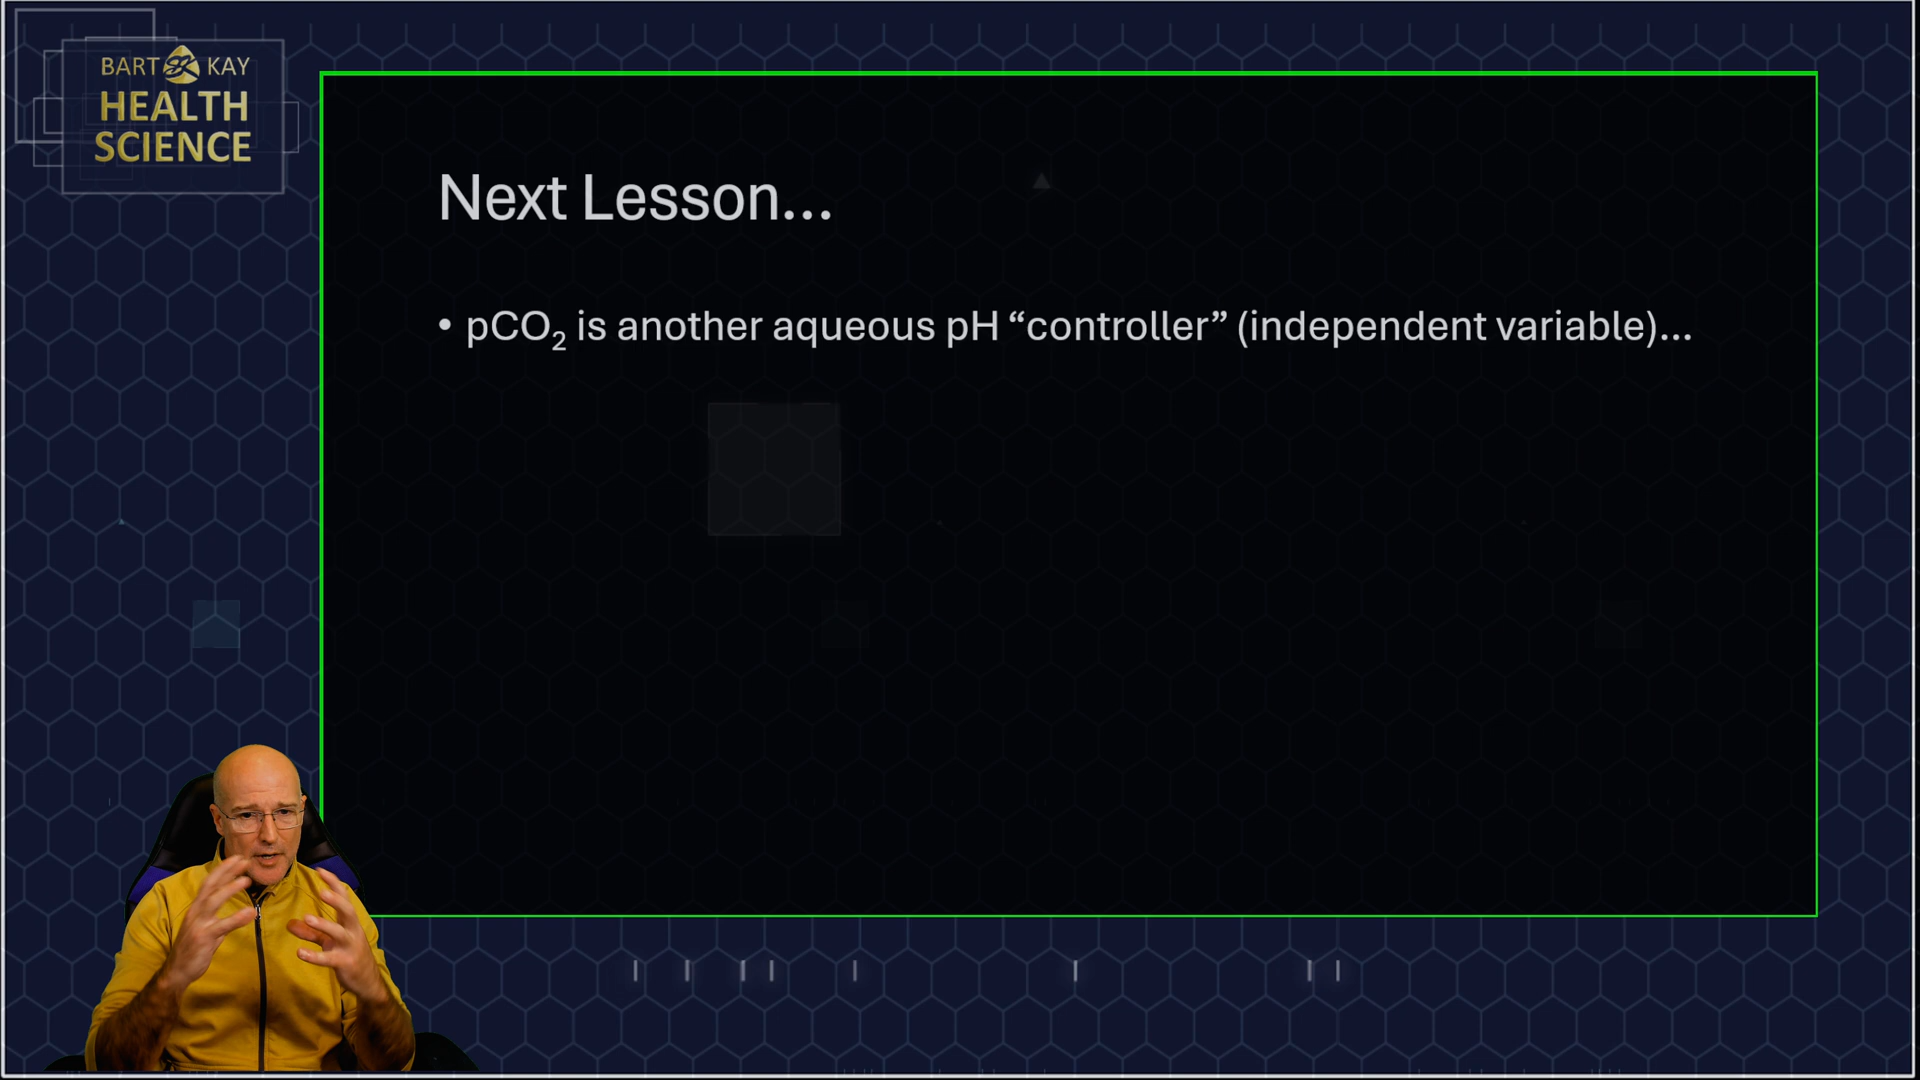 BART KAY
HEALTH
SCIENCE
Next Lesson...
• pCO₂ is another aqueous pH “controller” (independent variable)...